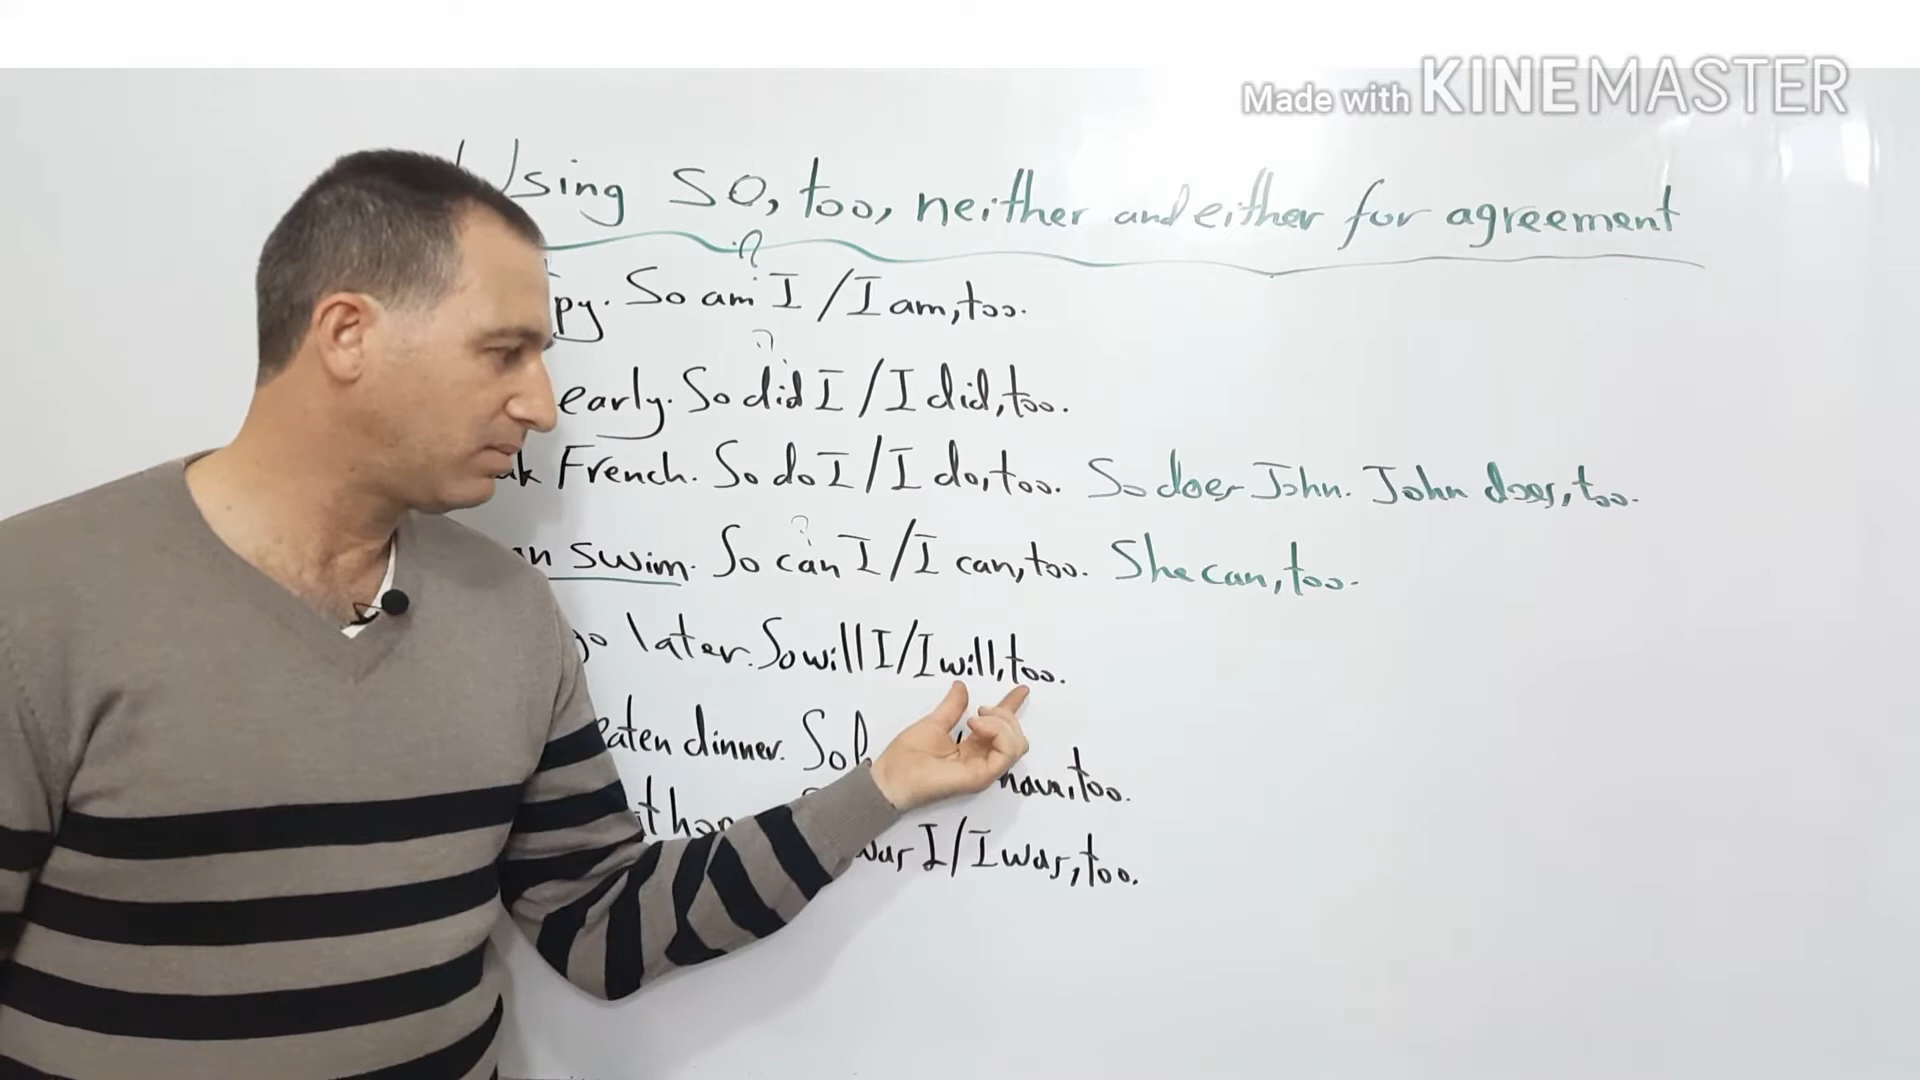 Made with KINEMASTER
Using so, too, neither and either for agreement
py. So am I / I am, too.
early. So did I / I did, too.
ak French. So do I / I do, too. So does John. John does, too.
an swim. So can I / I can, too. She can, too.
go later. So will I / I will, too.
eaten dinner. So h have, too.
was I / I was, too.